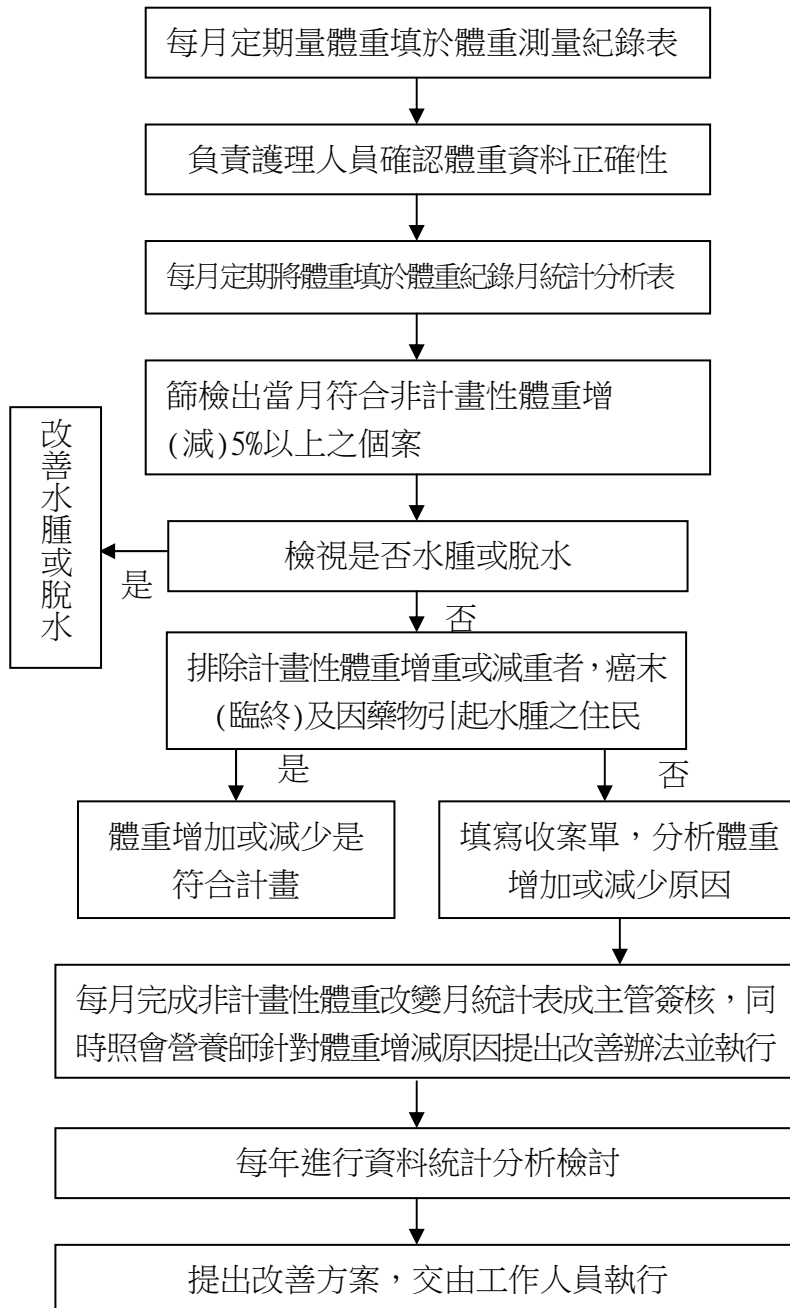 每月定期量體重填於體重測量紀錄表
負責護理人員確認體重資料正確性
每月定期將體重填於體重紀錄月統計分析表
篩檢出當月符合非計畫性體重增
(減)5%以上之個案
改善水腫或脫水
是
檢視是否水腫或脫水
否
排除計畫性體重增重或減重者，癌末
(臨終)及因藥物引起水腫之住民
是
否
體重增加或減少是
符合計畫
填寫收案單，分析體重
增加或減少原因
每月完成非計畫性體重改變月統計表成主管簽核，同
時照會營養師針對體重增減原因提出改善辦法並執行
每年進行資料統計分析檢討
提出改善方案，交由工作人員執行